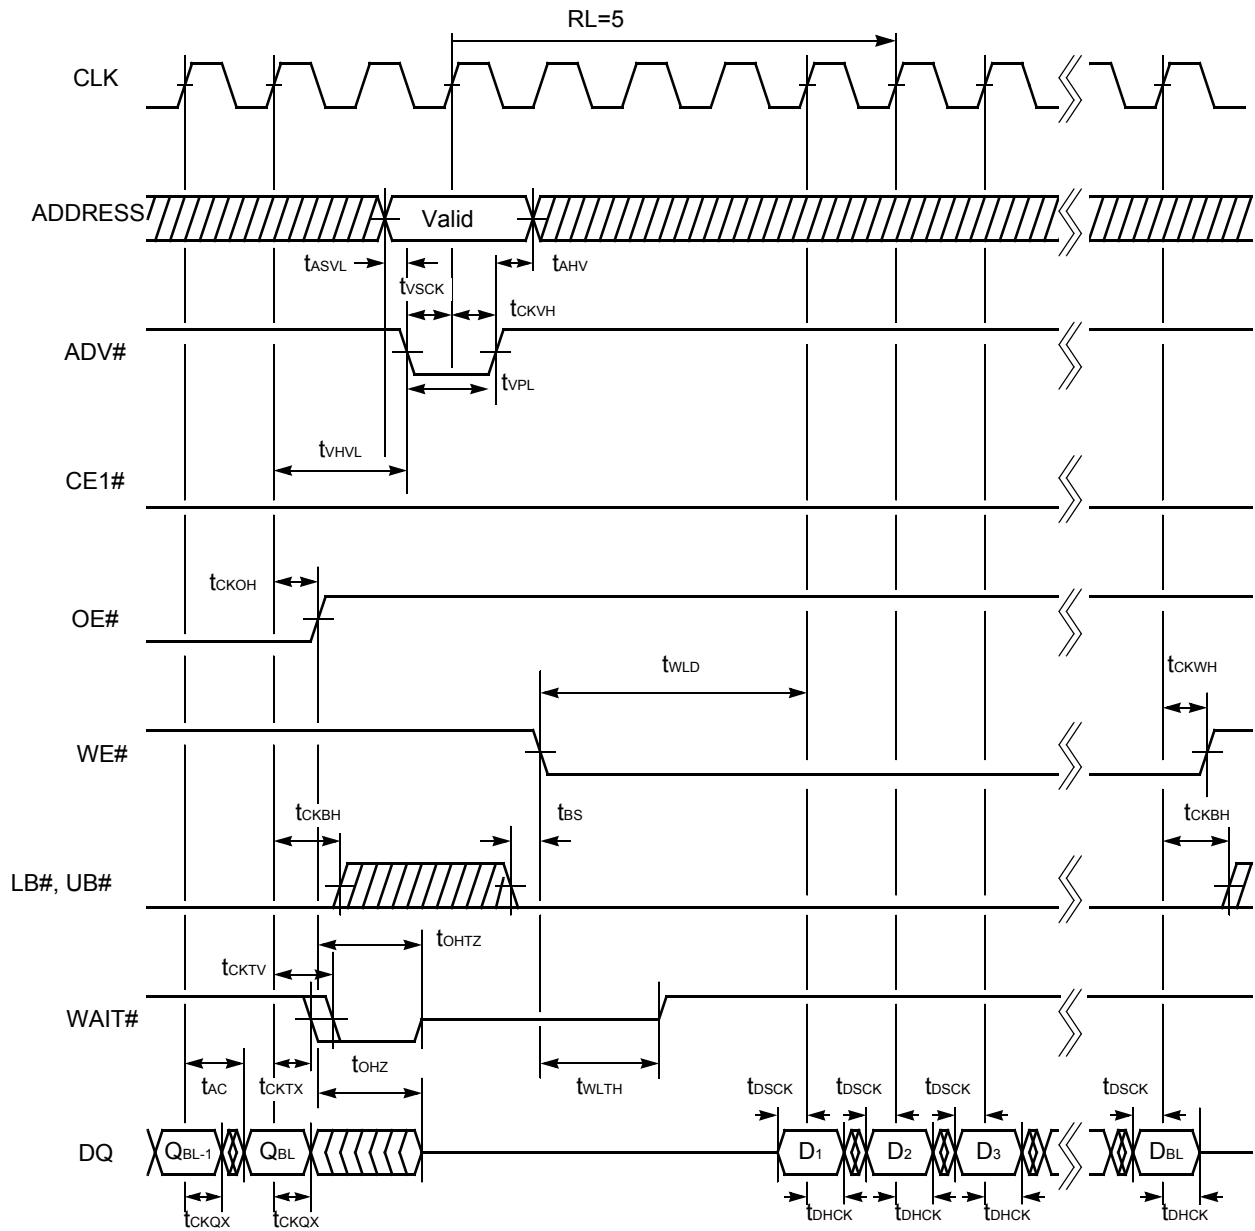 RL=5
CLK
ADDRESS
Valid
tASVL
tAHV
tVSCK
tCKVH
ADV#
tVPL
tVHVL
CE1#
tCKOH
OE#
tWLD
tCKWH
WE#
tCKBH
tBS
tCKBH
LB#, UB#
tOHTZ
tCKTV
WAIT#
tAC
tCKTX
tOHZ
tWLTH
tDSCK
tDSCK
tDSCK
tDSCK
DQ
QBL-1
QBL
D1
D2
D3
DBL
tCKQX
tCKQX
tDHCK
tDHCK
tDHCK
tDHCK